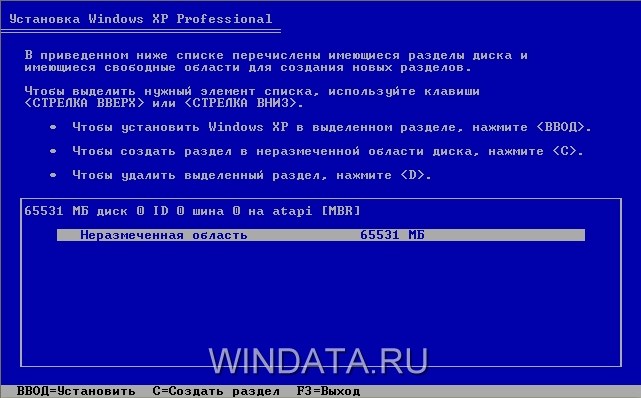 Установка Windows XP Professional
В приведенном ниже списке перечислены имеющиеся разделы диска и
имеющиеся свободные области для создания новых разделов.
Чтобы выделить нужный элемент списка, используйте клавиши
<СТРЕЛКА ВВЕРХ> или <СТРЕЛКА ВНИЗ>.
• Чтобы установить Windows XP в выделенном разделе, нажмите <ВВОД>.
• Чтобы создать раздел в неразмеченной области диска, нажмите <C>.
• Чтобы удалить выделенный раздел, нажмите <D>.
65531 МБ диск 0 ID 0 шина 0 на atapi [MBR]
Неразмеченная область 65531 МБ
WINDATA.RU
ВВОД=Установить C=Создать раздел F3=Выход